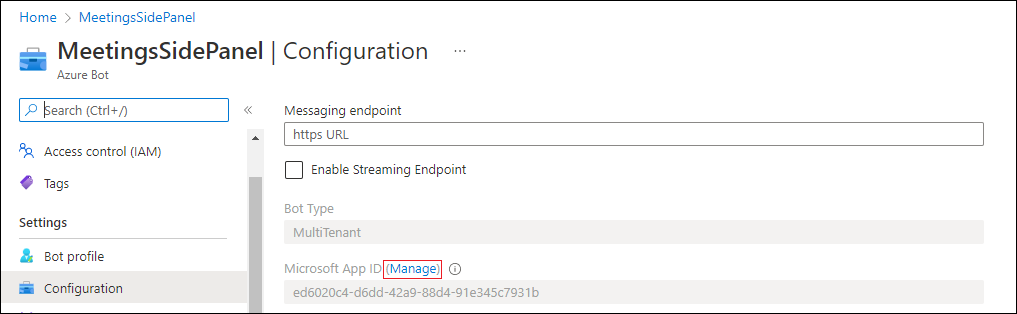 Home > MeetingsSidePanel
MeetingsSidePanel | Configuration ...
Azure Bot
Search (Ctrl+/) «
Access control (IAM)
Tags
Settings
Bot profile
Configuration
Messaging endpoint
https URL
Enable Streaming Endpoint
Bot Type
MultiTenant
Microsoft App ID (Manage)
ed6020c4-d6dd-42a9-88d4-91e345c7931b